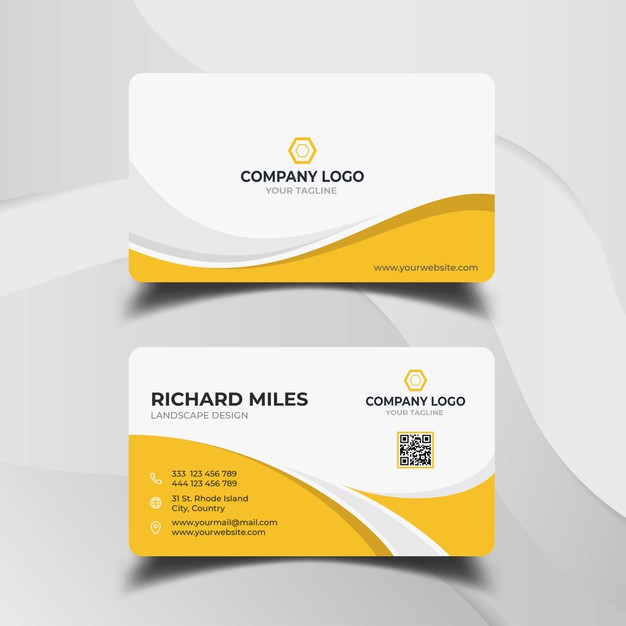 COMPANY LOGO
YOUR TAGLINE
www.yourwebsite.com
RICHARD MILES
LANDSCAPE DESIGN
COMPANY LOGO
YOUR TAGLINE
333 123 456 789
444 123 456 789
31 St. Rhode Island
City, Country
www.yourmail@mail.com
www.yourwebsite.com